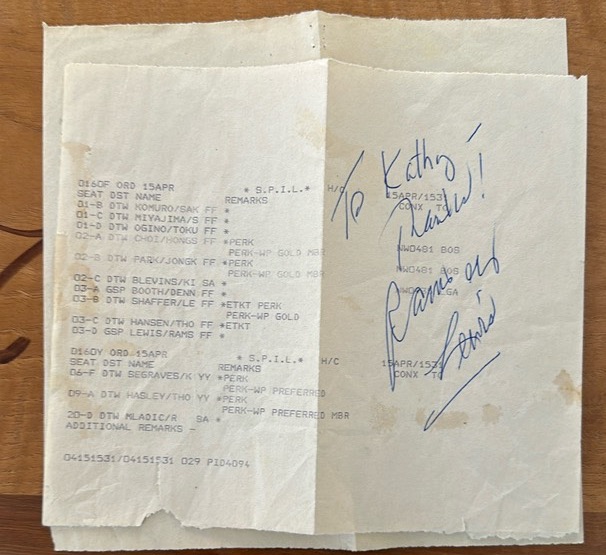 To Kathy -
Thanks!
Ramsey
Lewis
0160F ORD 15APR * S.P.I.L.* H/C 15APR/1531
SEAT DST NAME REMARKS CONX TO
01-B DTW KOMURO/SAK FF *
01-C DTW MIYAJIMA/S FF *
01-D DTW OGINO/TOKU FF *
02-A DTW CHOI/HONGS FF *PERK NWD481 BOS
PERK-WP GOLD MBR
02-B DTW PARK/JONGK FF *PERK NWD481 BOS
PERK-WP GOLD MBR
02-C DTW BLEVINS/KI SA *
03-A GSP BOOTH/DENN FF *
03-B DTW SHAFFER/LE FF *ETKT PERK
PERK-WP GOLD
03-C DTW HANSEN/THO FF *ETKT
03-D GSP LEWIS/RAMS FF *
0160Y ORD 15APR * S.P.I.L.* H/C 15APR/1531
SEAT DST NAME REMARKS CONX TO
06-F DTW SEGRAVES/K YY *PERK
PERK-WP PREFERRED
09-A DTW HASLEY/THO YY *PERK
PERK-WP PREFERRED MBR
20-D DTW MLADIC/R SA *
ADDITIONAL REMARKS -
04151531/04151531 029 PI04094